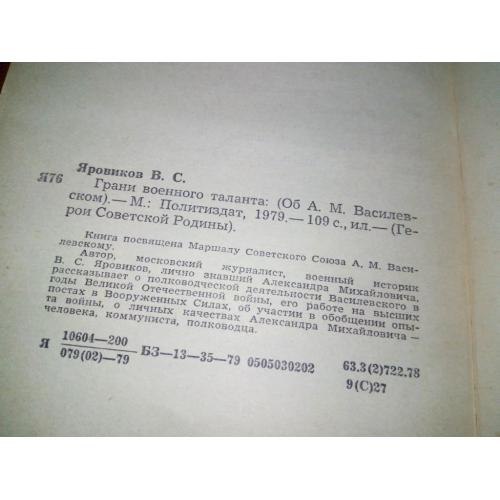 Яровиков В. С.
Я76 Грани военного таланта: (Об А. М. Василев-
ском).— М.: Политиздат, 1979.— 109 с., ил.— (Ге-
рои Советской Родины).
Книга посвящена Маршалу Советского Союза А. М. Васи-
левскому.
Автор, московский журналист, военный историк
В. С. Яровиков, лично знавший Александра Михайловича,
рассказывает о полководческой деятельности Василевского в
годы Великой Отечественной войны, его работе на высших
постах в Вооруженных Силах, об участии в обобщении опы-
та войны, о личных качествах Александра Михайловича —
человека, коммуниста, полководца.
Я 10604—200 БЗ—13—35—79 0505030202 63.3(2)722.78
079(02)—79 9(С)27